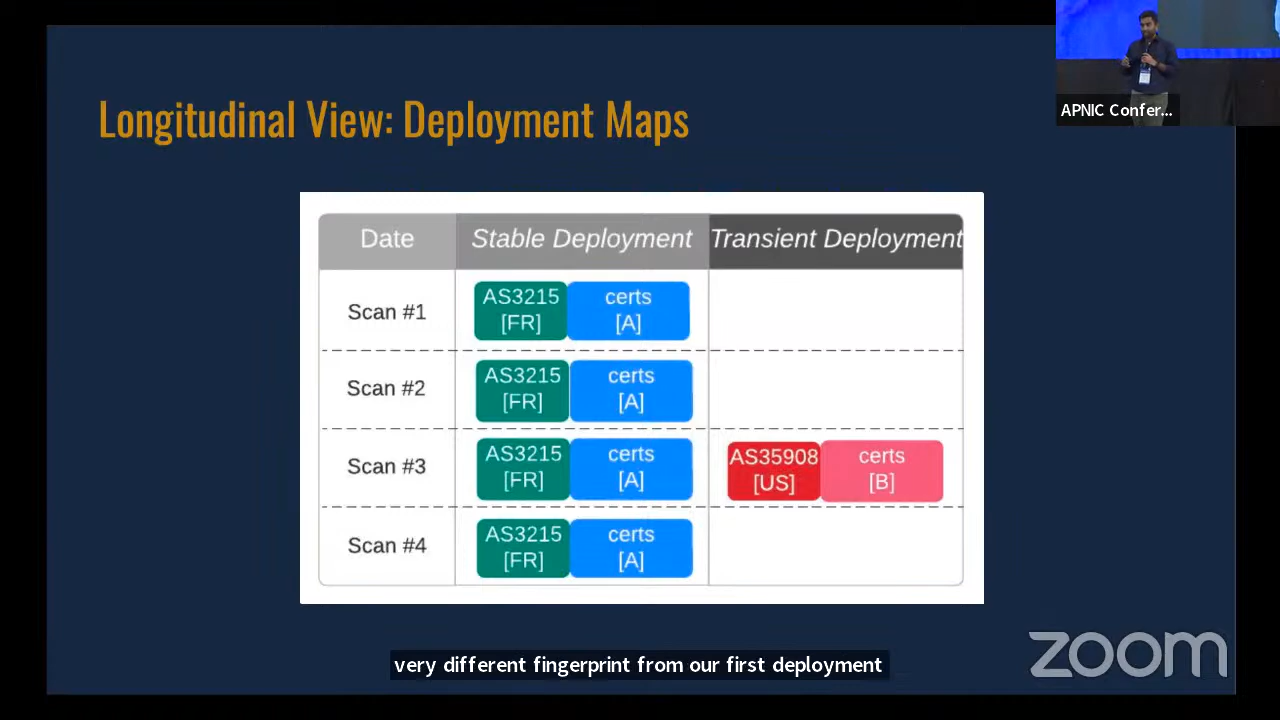 APNIC Confer...
Longitudinal View: Deployment Maps
Date
Stable Deployment
Transient Deployment
Scan #1
AS3215
[FR]
certs
[A]
Scan #2
AS3215
[FR]
certs
[A]
Scan #3
AS3215
[FR]
certs
[A]
AS35908
[US]
certs
[B]
Scan #4
AS3215
[FR]
certs
[A]
very different fingerprint from our first deployment
zoom